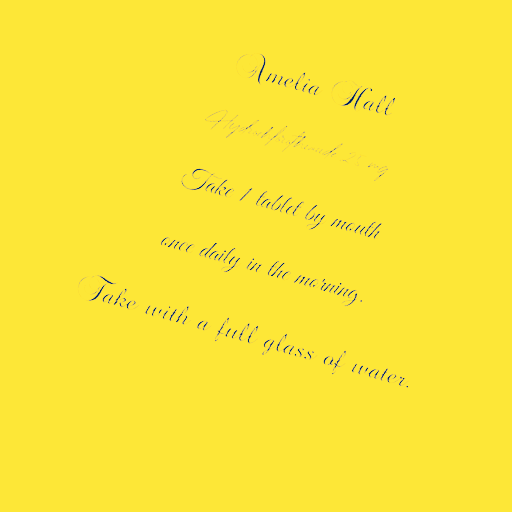 Amelia Hall
25 mg
Take 1 tablet by mouth
once daily in the morning.
Take with a full glass of water.